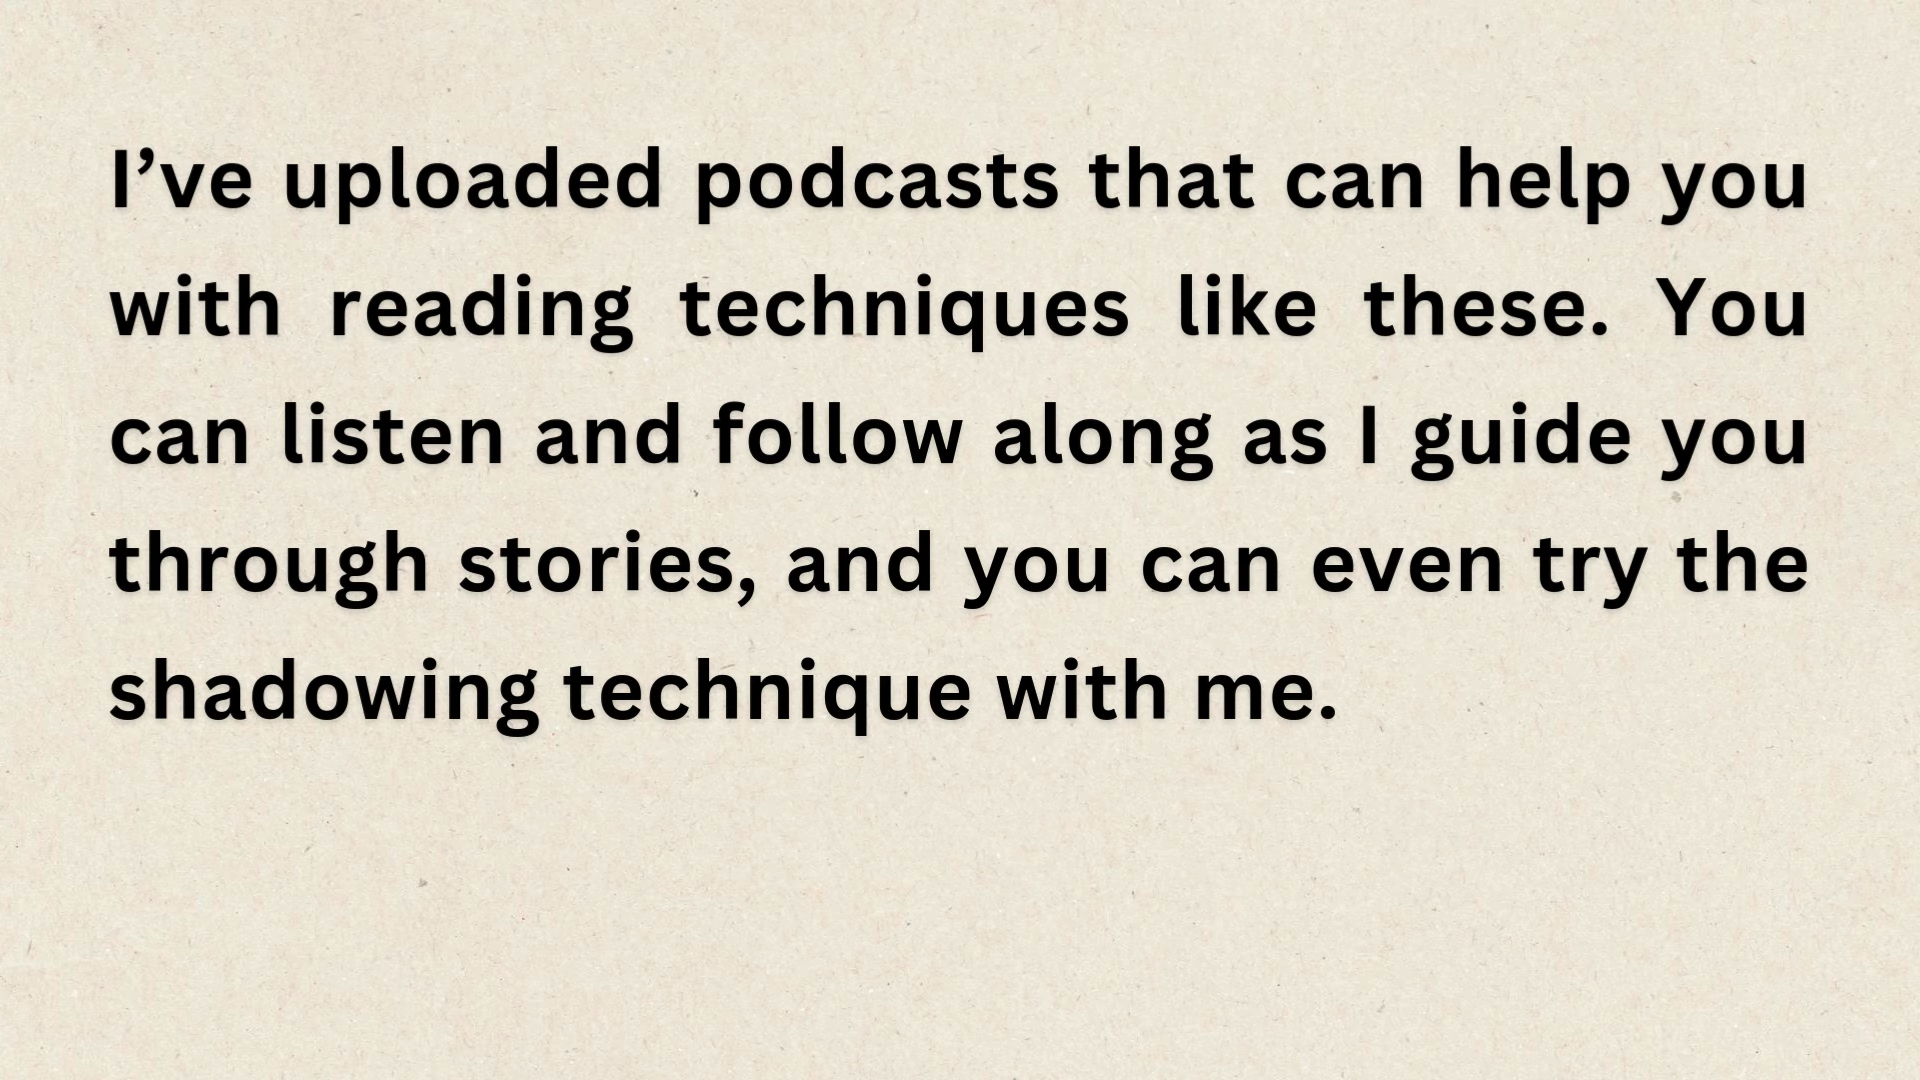 I’ve uploaded podcasts that can help you
with reading techniques like these. You
can listen and follow along as I guide you
through stories, and you can even try the
shadowing technique with me.